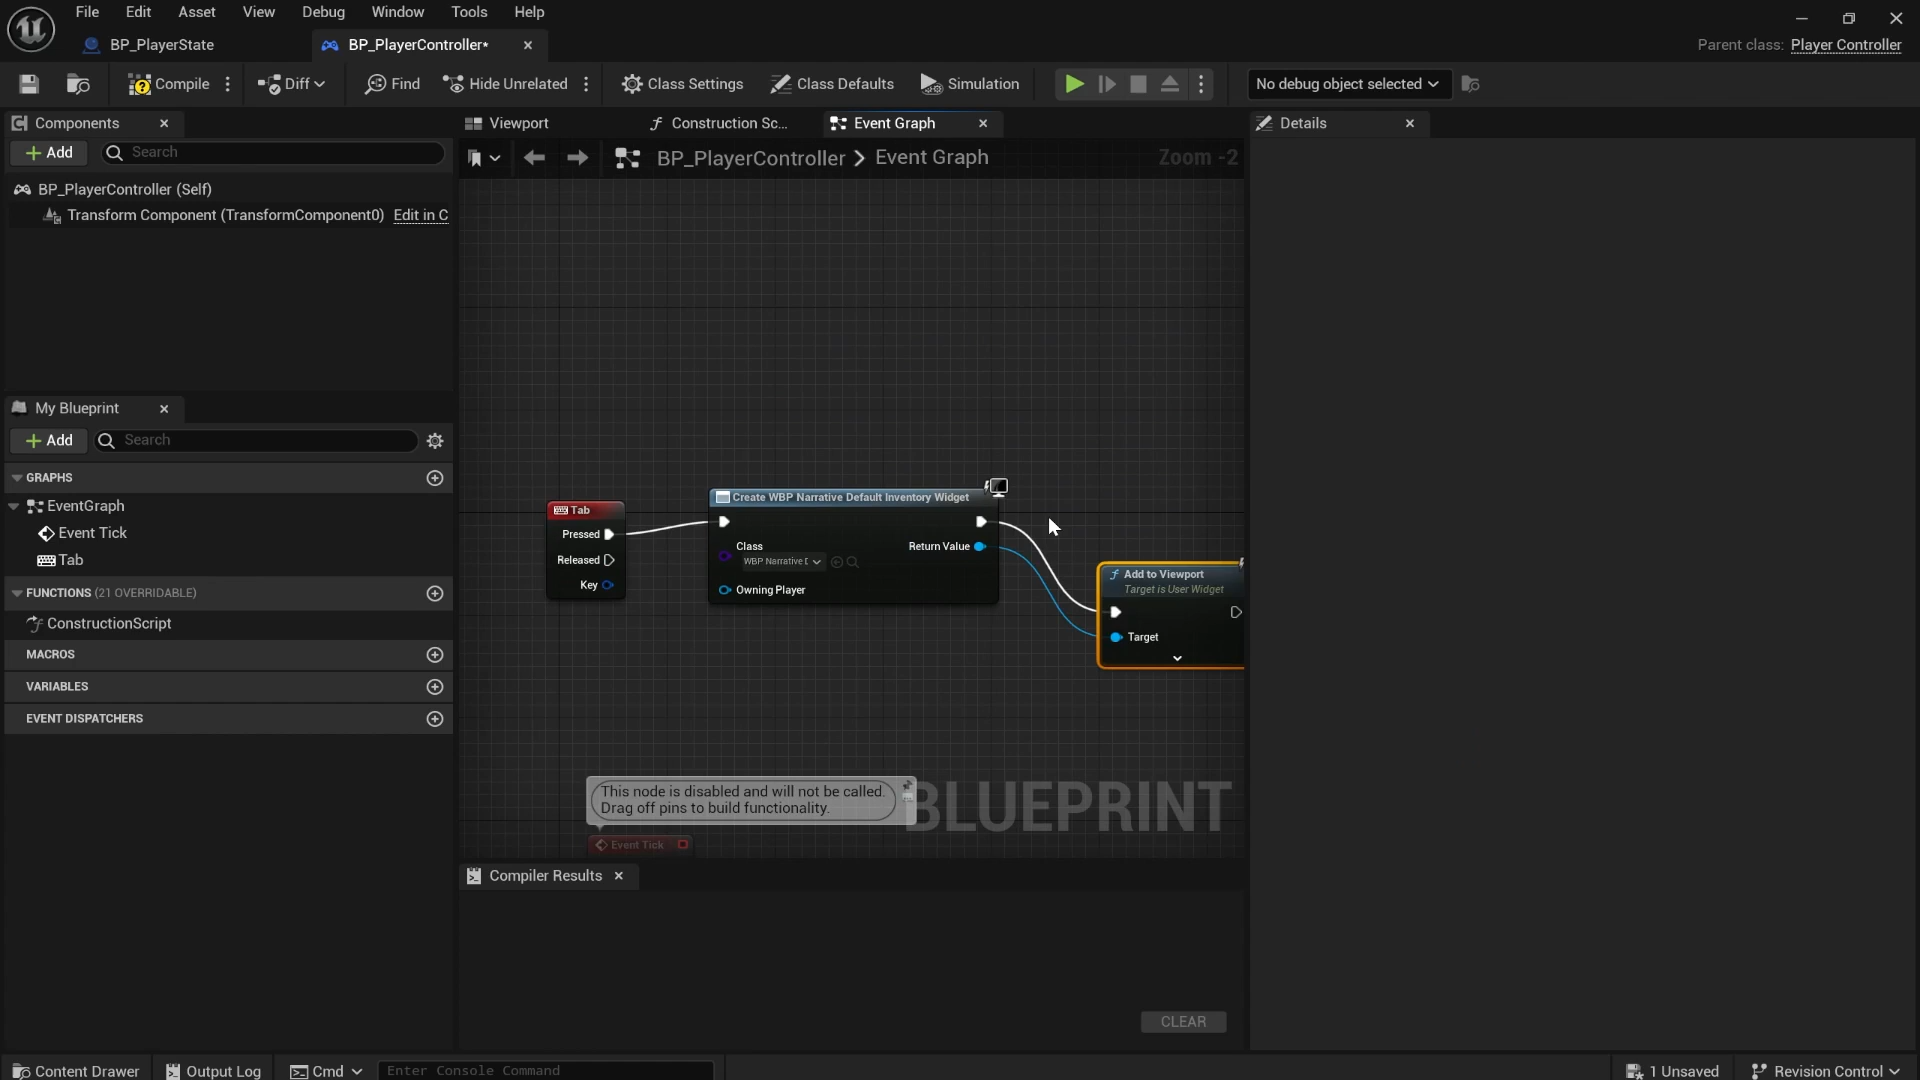 File Edit Asset View Debug Window Tools Help
BP_PlayerState
BP_PlayerController*
Parent class: Player Controller
Compile
Diff
Find
Hide Unrelated
Class Settings
Class Defaults
Simulation
No debug object selected
Components
Add
Search
BP_PlayerController (Self)
Transform Component (TransformComponent0) Edit in C
My Blueprint
Add
Search
GRAPHS
EventGraph
Event Tick
Tab
FUNCTIONS (21 OVERRIDABLE)
ConstructionScript
MACROS
VARIABLES
EVENT DISPATCHERS
Viewport
Construction Sc...
Event Graph
BP_PlayerController > Event Graph
Zoom -2
Tab
Pressed
Released
Key
Create WBP Narrative Default Inventory Widget
Class
WBP Narrative D
Return Value
Owning Player
Add to Viewport
Target is User Widget
Target
This node is disabled and will not be called.
Drag off pins to build functionality.
Event Tick
BLUEPRINT
Compiler Results
CLEAR
Details
Content Drawer
Output Log
Cmd
Enter Console Command
1 Unsaved
Revision Control